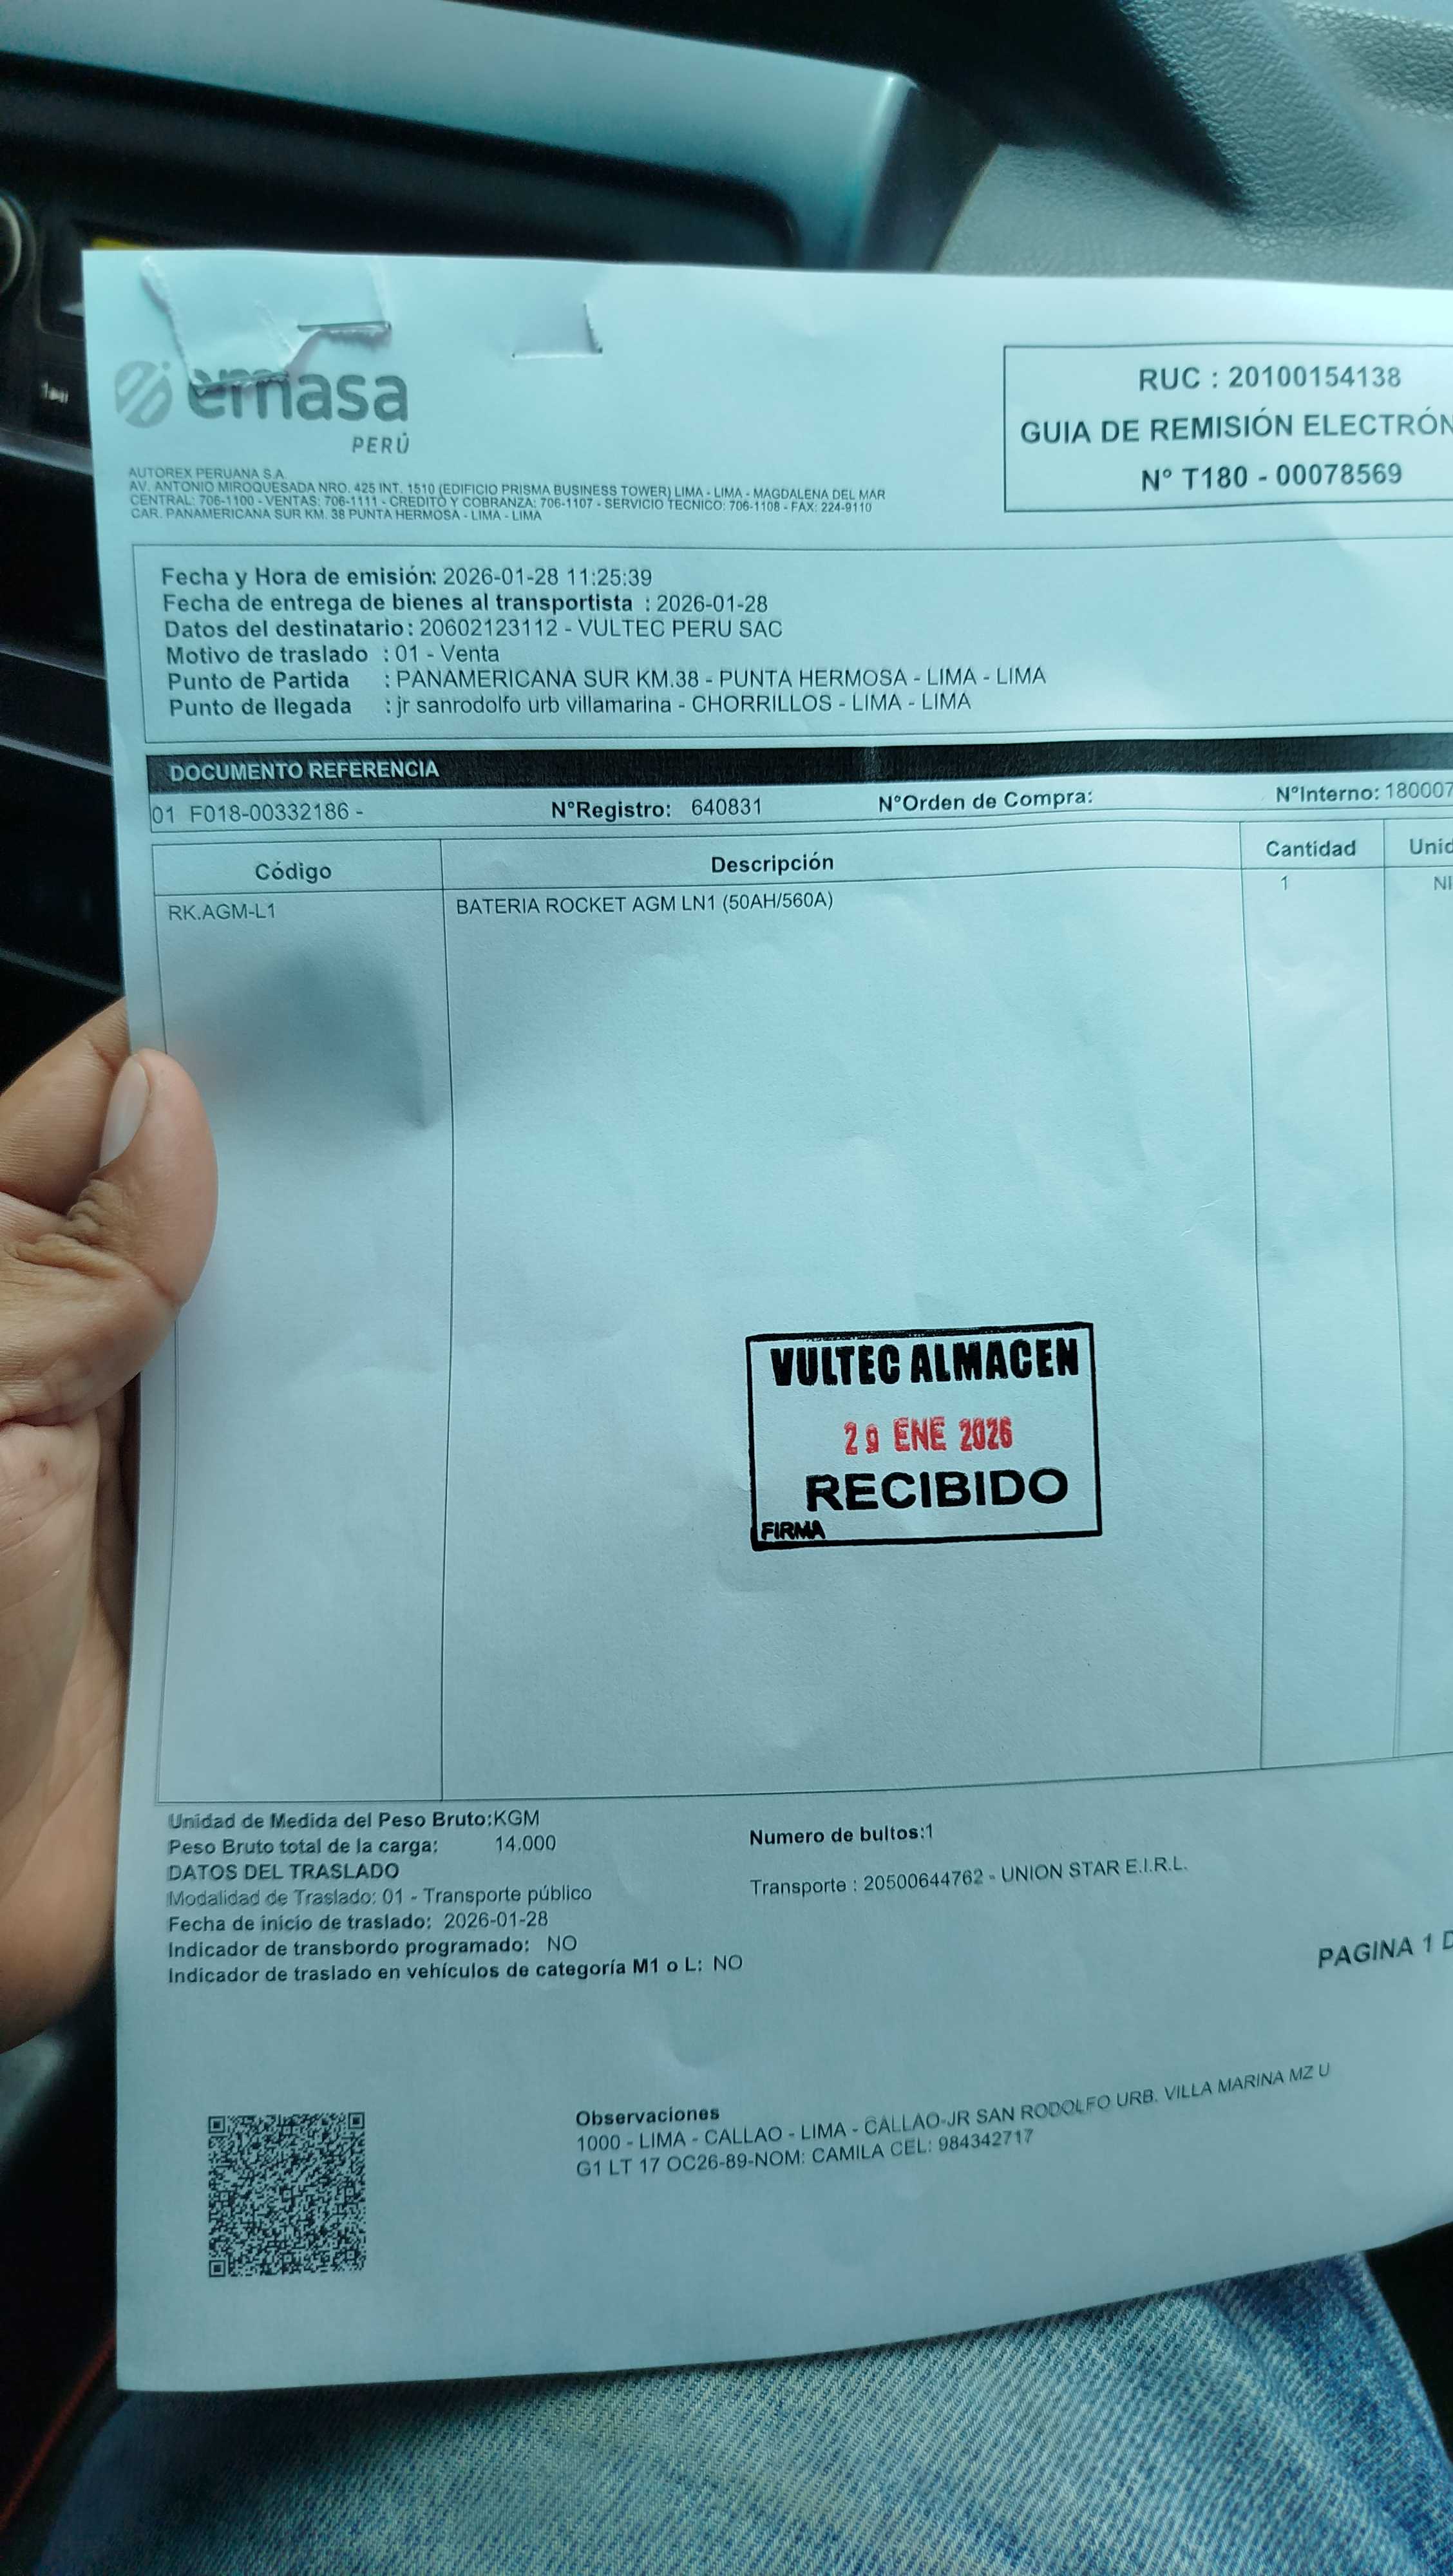 emasa
PERÚ
AUTOREX PERUANA S.A.
AV. ANTONIO MIROQUESADA NRO. 425 INT. 1510 (EDIFICIO PRISMA BUSINESS TOWER) LIMA - LIMA - MAGDALENA DEL MAR
CENTRAL: 706-1100 - VENTAS: 706-1111 - CREDITO Y COBRANZA: 706-1107 - SERVICIO TECNICO: 706-1108 - FAX: 224-9110
CAR. PANAMERICANA SUR KM. 38 PUNTA HERMOSA - LIMA - LIMA
RUC : 20100154138
GUIA DE REMISIÓN ELECTRÓN
N° T180 - 00078569
Fecha y Hora de emisión: 2026-01-28 11:25:39
Fecha de entrega de bienes al transportista : 2026-01-28
Datos del destinatario: 20602123112 - VULTEC PERU SAC
Motivo de traslado : 01 - Venta
Punto de Partida : PANAMERICANA SUR KM.38 - PUNTA HERMOSA - LIMA - LIMA
Punto de llegada : jr sanrodolfo urb villamarina - CHORRILLOS - LIMA - LIMA
DOCUMENTO REFERENCIA
01 F018-00332186 - N°Registro: 640831 N°Orden de Compra: N°Interno: 180007
Código Descripción Cantidad Unid
RK.AGM-L1 BATERIA ROCKET AGM LN1 (50AH/560A) 1 NI
VULTEC ALMACEN
29 ENE 2026
RECIBIDO
FIRMA
Unidad de Medida del Peso Bruto:KGM
Peso Bruto total de la carga: 14.000
Numero de bultos:1
DATOS DEL TRASLADO
Modalidad de Traslado: 01 - Transporte público
Transporte : 20500644762 - UNION STAR E.I.R.L.
Fecha de inicio de traslado: 2026-01-28
Indicador de transbordo programado: NO
Indicador de traslado en vehículos de categoría M1 o L: NO
PAGINA 1 D
Observaciones
1000 - LIMA - CALLAO - LIMA - CALLAO-JR SAN RODOLFO URB. VILLA MARINA MZ U
G1 LT 17 OC26-89-NOM: CAMILA CEL: 984342717